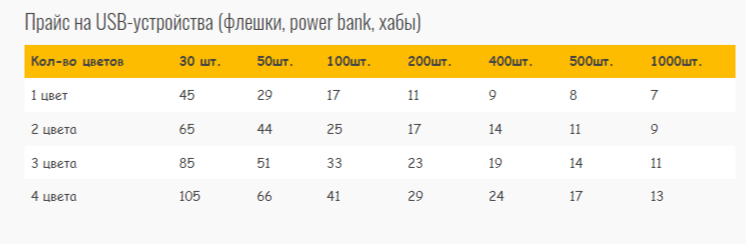 Прайс на USB-устройства (флешки, power bank, хабы)
Кол-во цветов 30 шт. 50шт. 100шт. 200шт. 400шт. 500шт. 1000шт.
1 цвет 45 29 17 11 9 8 7
2 цвета 65 44 25 17 14 11 9
3 цвета 85 51 33 23 19 14 11
4 цвета 105 66 41 29 24 17 13